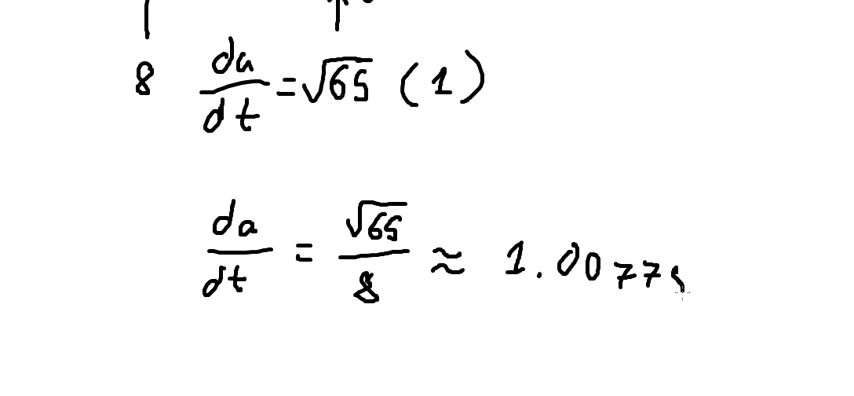 8 da/dt = √65 (1)
da/dt = √65/8 ≈ 1.0077